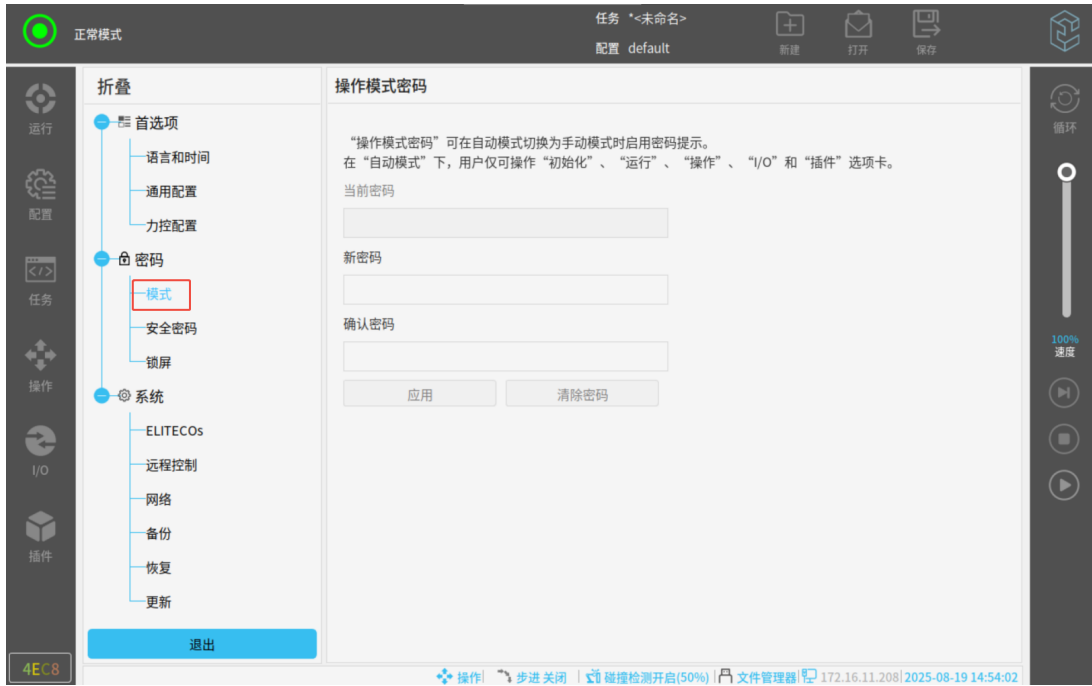 正常模式
任务 *<未命名>
配置 default
新建
打开
保存
运行
配置
任务
操作
I/O
插件
4EC8
折叠
首选项
语言和时间
通用配置
力控配置
密码
模式
安全密码
锁屏
系统
ELITECOs
远程控制
网络
备份
恢复
更新
退出
操作模式密码
“操作模式密码”可在自动模式切换为手动模式时启用密码提示。
在“自动模式”下，用户仅可操作“初始化”、“运行”、“操作”、“I/O”和“插件”选项卡。
当前密码
新密码
确认密码
应用
清除密码
循环
100%
速度
操作
步进 关闭
碰撞检测开启(50%)
文件管理器
172.16.11.208
2025-08-19 14:54:02